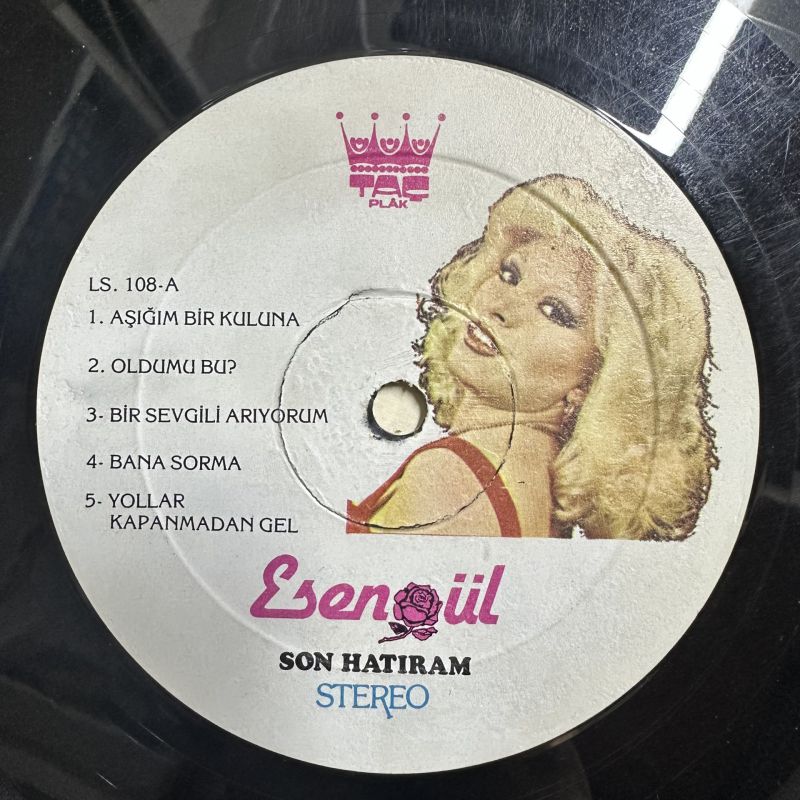 TAÇ
PLAK
LS. 108-A
1. AŞIĞIM BİR KULUNA
2. OLDUMU BU?
3- BİR SEVGİLİ ARIYORUM
4- BANA SORMA
5- YOLLAR
KAPANMADAN GEL
Esengül
SON HATIRAM
STEREO